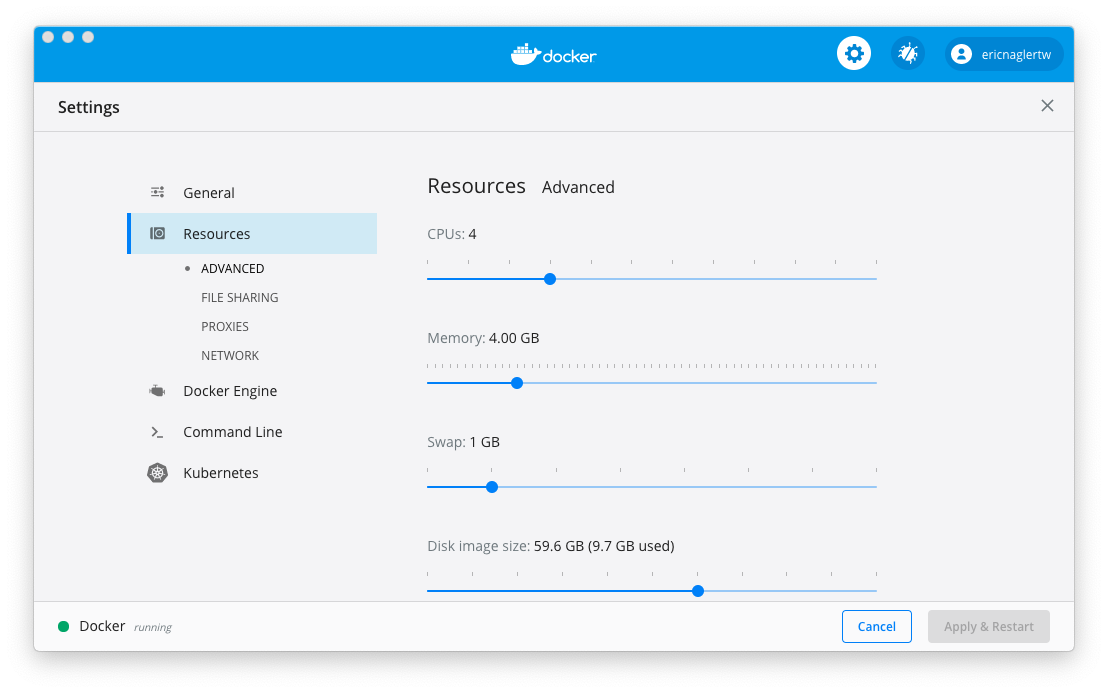 docker
ericnaglertw
Settings
General
Resources
ADVANCED
FILE SHARING
PROXIES
NETWORK
Docker Engine
Command Line
Kubernetes
Resources Advanced
CPUs: 4
Memory: 4.00 GB
Swap: 1 GB
Disk image size: 59.6 GB (9.7 GB used)
Docker running
Cancel
Apply & Restart